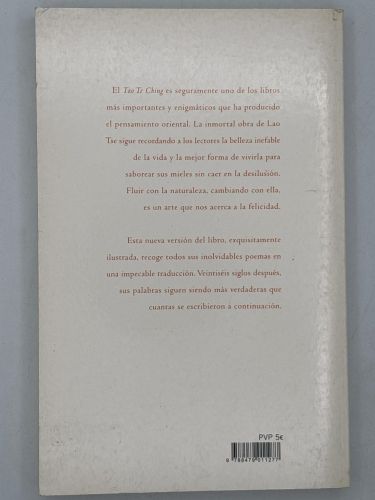 El Tao Te Ching es seguramente uno de los libros
más importantes y enigmáticos que ha producido
el pensamiento oriental. La inmortal obra de Lao
Tse sigue recordando a los lectores la belleza inefable
de la vida y la mejor forma de vivirla para
saborear sus mieles sin caer en la desilusión.
Fluir con la naturaleza, cambiando con ella,
es un arte que nos acerca a la felicidad.
Esta nueva versión del libro, exquisitamente
ilustrada, recoge todos sus inolvidables poemas en
una impecable traducción. Veintiséis siglos después,
sus palabras siguen siendo más verdaderas que
cuantas se escribieron a continuación.
PVP 5€
9 788479 011277